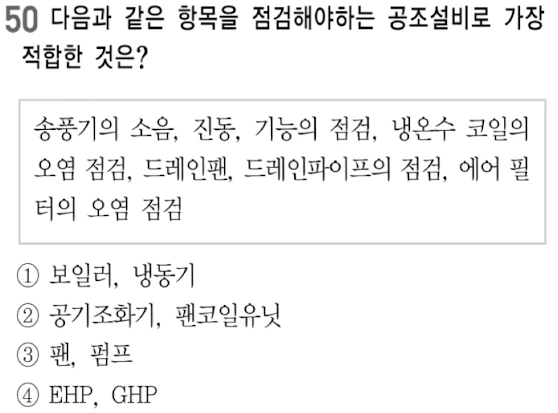 50 다음과 같은 항목을 점검해야하는 공조설비로 가장
적합한 것은?
송풍기의 소음, 진동, 기능의 점검, 냉온수 코일의
오염 점검, 드레인팬, 드레인파이프의 점검, 에어 필
터의 오염 점검
① 보일러, 냉동기
② 공기조화기, 팬코일유닛
③ 팬, 펌프
④ EHP, GHP